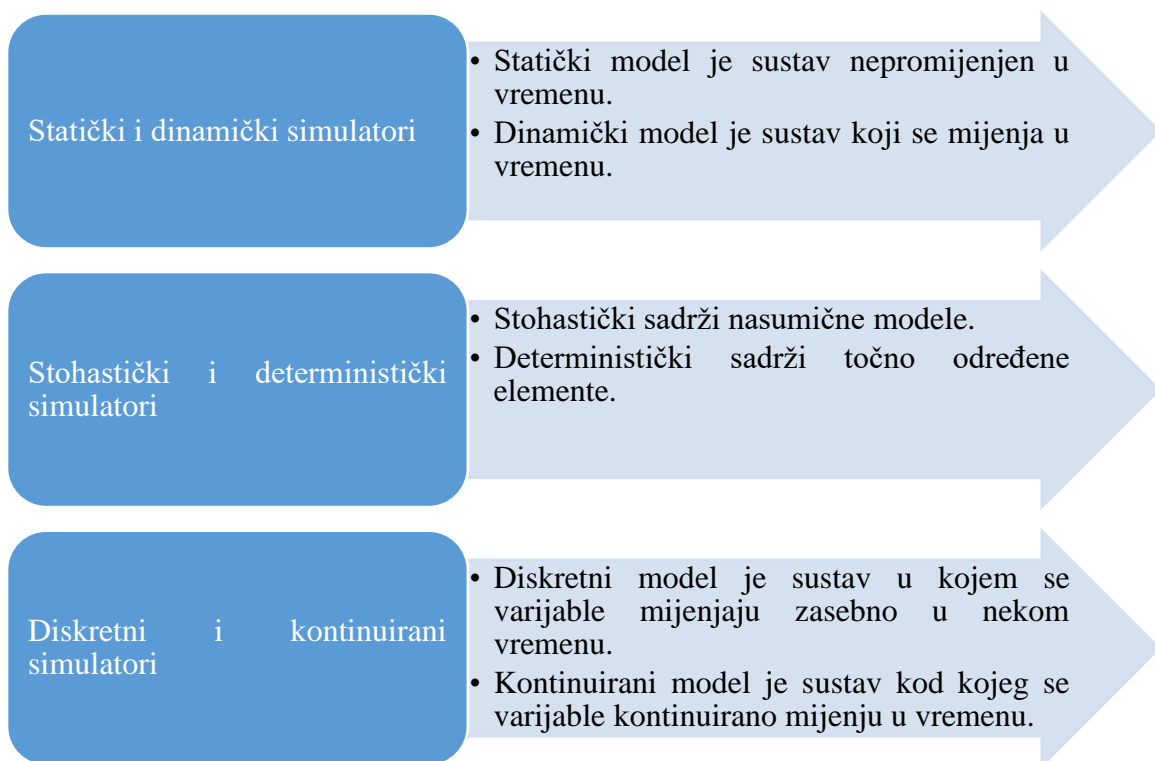 Statički i dinamički simulatori
• Statički model je sustav nepromijenjen u
vremenu.
• Dinamički model je sustav koji se mijenja u
vremenu.
Stohastički i deterministički
simulatori
• Stohastički sadrži nasumične modele.
• Deterministički sadrži točno određene
elemente.
Diskretni i kontinuirani
simulatori
• Diskretni model je sustav u kojem se
varijable mijenjaju zasebno u nekom
vremenu.
• Kontinuirani model je sustav kod kojeg se
varijable kontinuirano mijenju u vremenu.